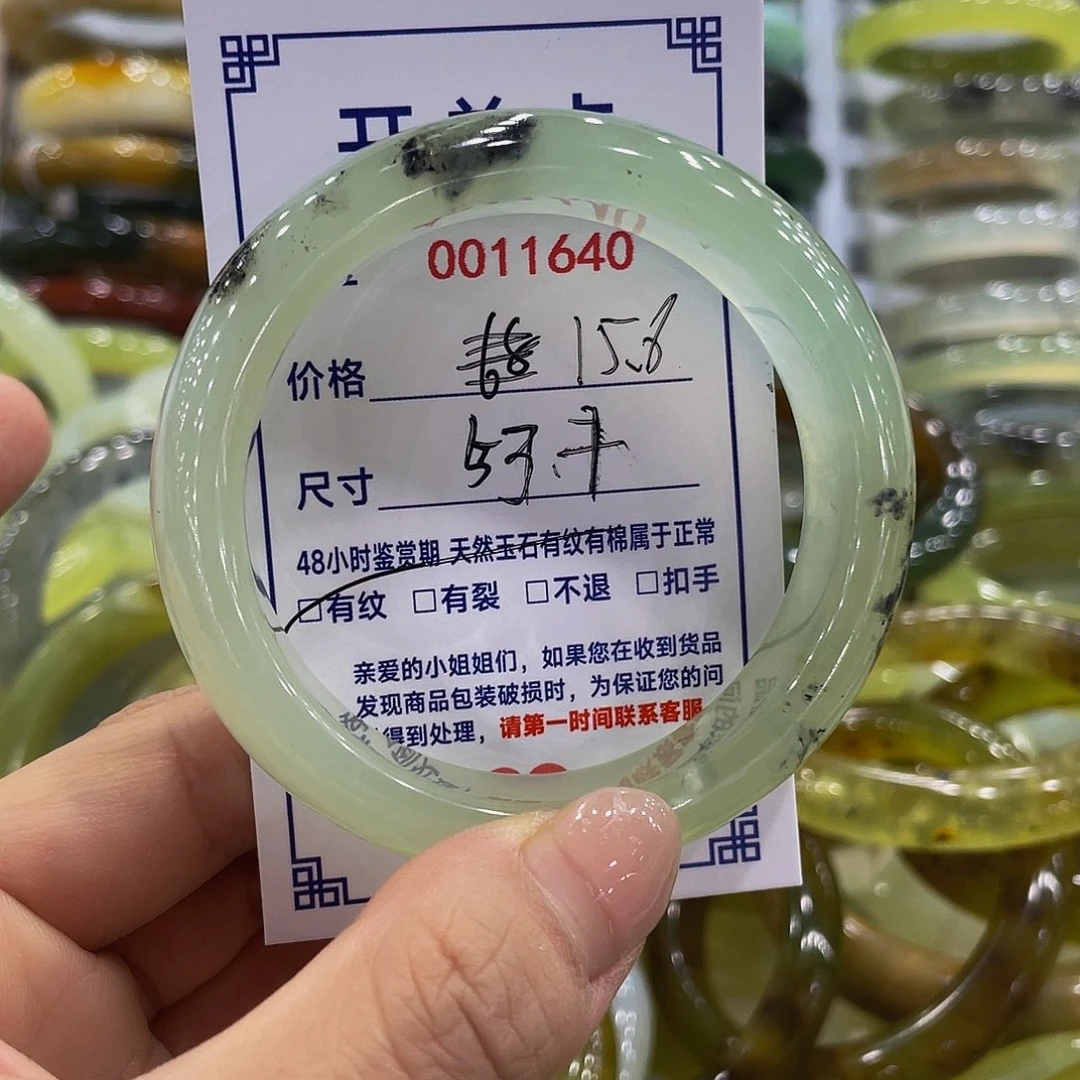 0011640
价格 156
尺寸 53.
48小时鉴赏期 天然玉石有纹有棉属于正常
□有纹 □有裂 □不退 □扣手
亲爱的小姐姐们，如果您在收到货品
发现商品包装破损时，为保证您的问
得到处理，请第一时间联系客服